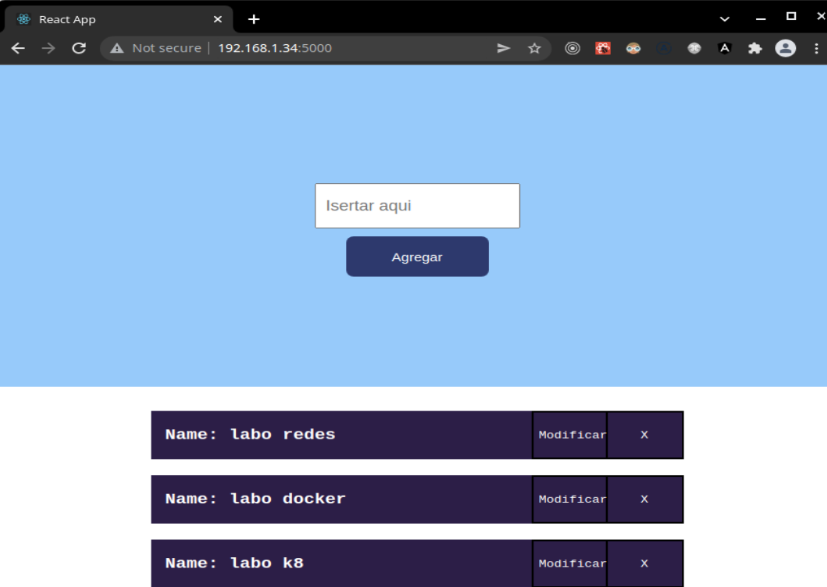 React App
Not secure | 192.168.1.34:5000
Isertar aqui
Agregar
Name: labo redes Modificar X
Name: labo docker Modificar X
Name: labo k8 Modificar X